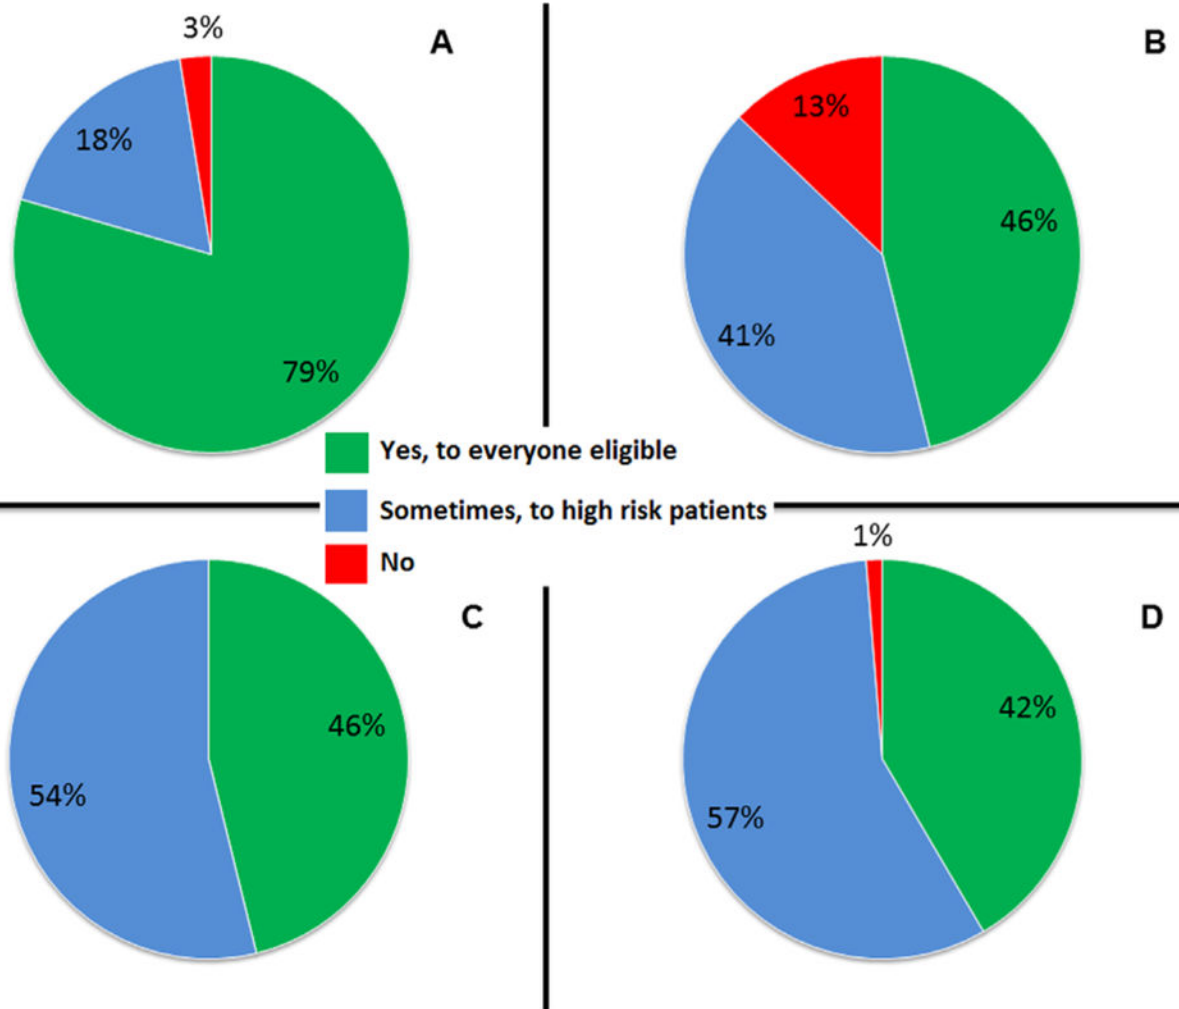 3%
A
18%
79%
B
13%
46%
41%
Yes, to everyone eligible
Sometimes, to high risk patients
No
C
46%
54%
1%
D
42%
57%